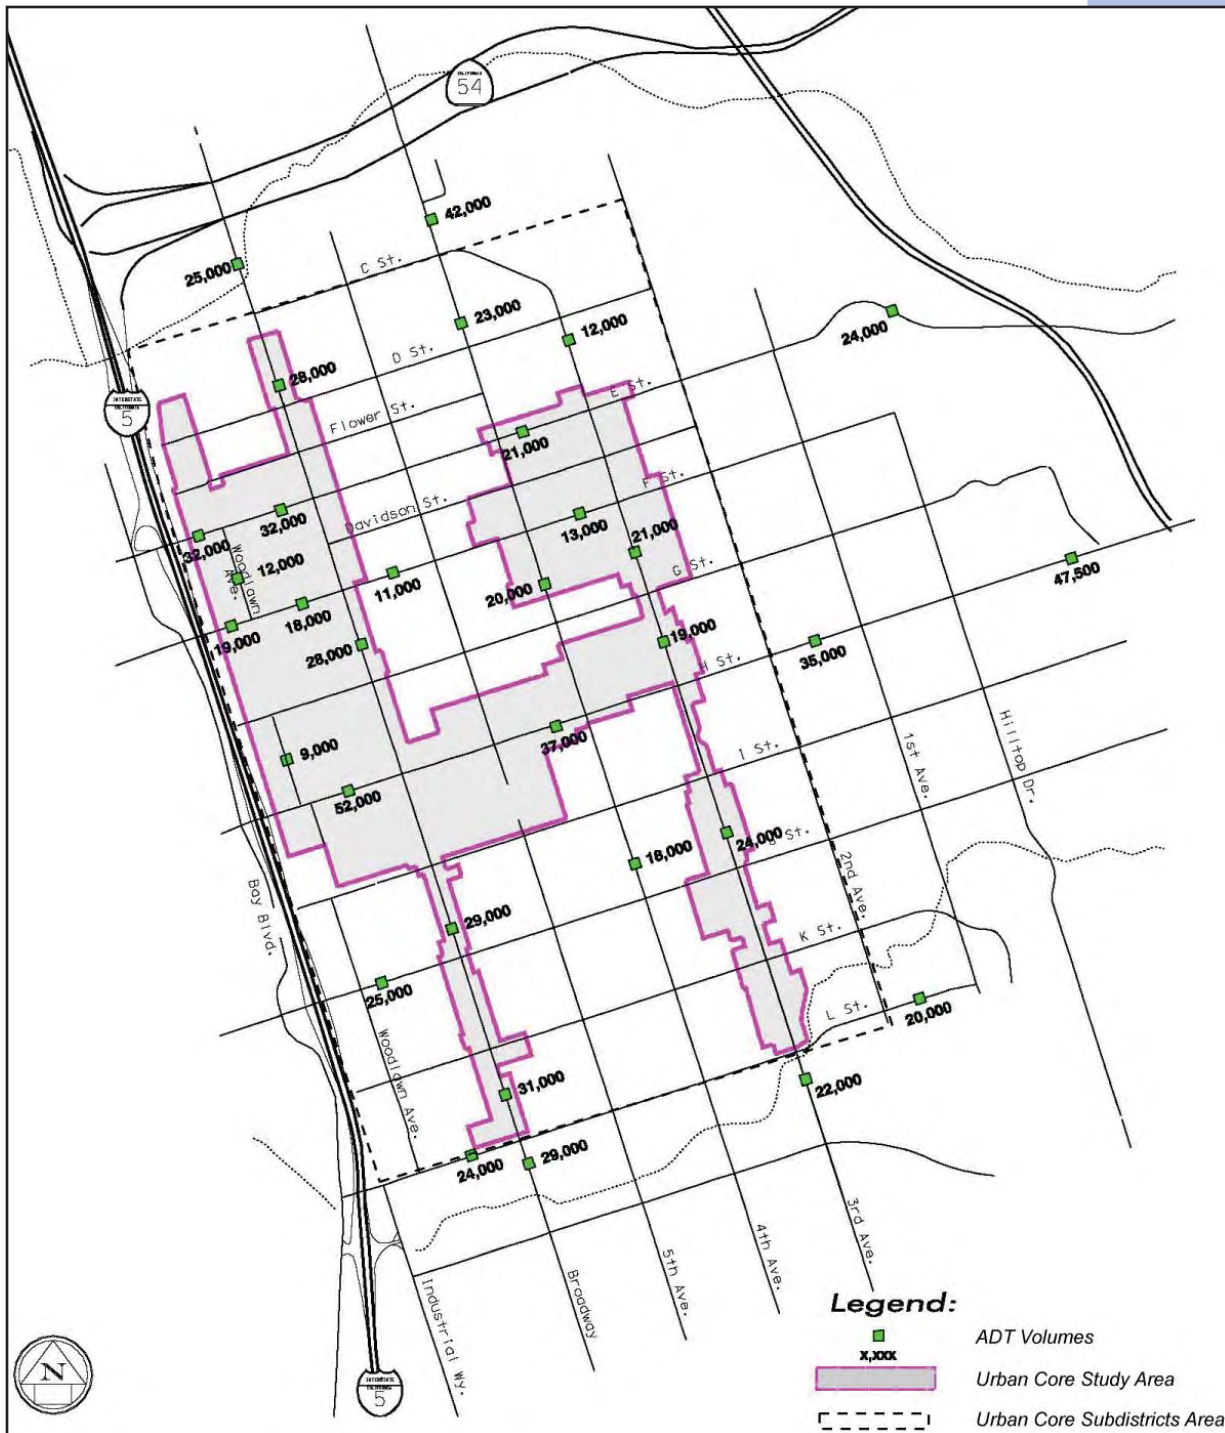 CALIFORNIA
54
42,000
25,000
C St.
23,000
12,000
24,000
D St.
28,000
E St.
INTERSTATE
CALIFORNIA
5
Flower St.
21,000
F St.
Davidson St.
32,000
32,000
13,000
21,000
Woodlawn
Ave.
12,000
11,000
G St.
47,500
20,000
18,000
19,000
19,000
28,000
H St.
35,000
9,000
37,000
I St.
1st Ave.
Hilltop Dr.
52,000
24,000
J St.
18,000
2nd Ave.
Bay Blvd.
29,000
K St.
25,000
L St.
20,000
Woodlawn Ave.
31,000
22,000
24,000
29,000
3rd Ave.
4th Ave.
5th Ave.
Broadway
Industrial Wy.
INTERSTATE
CALIFORNIA
5
N
Legend:
ADT Volumes
x,xxx
Urban Core Study Area
Urban Core Subdistricts Area